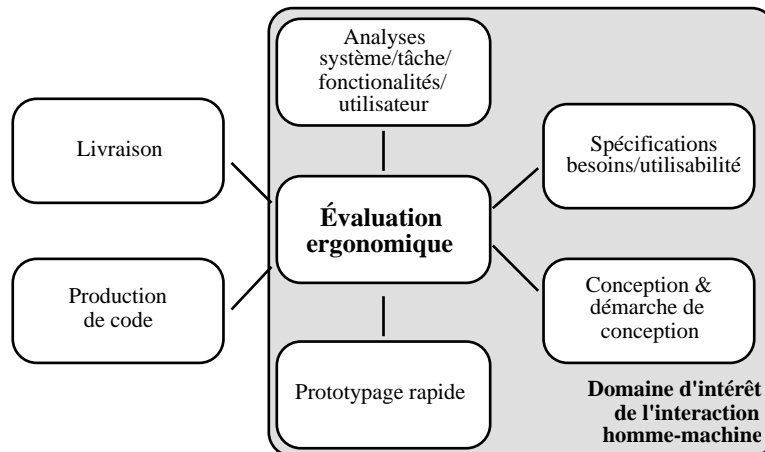 Analyses
système/tâche/
fonctionalités/
utilisateur
Livraison
Spécifications
besoins/utilisabilité
Évaluation
ergonomique
Production
de code
Conception &
démarche de
conception
Prototypage rapide
Domaine d'intérêt
de l'interaction
homme-machine